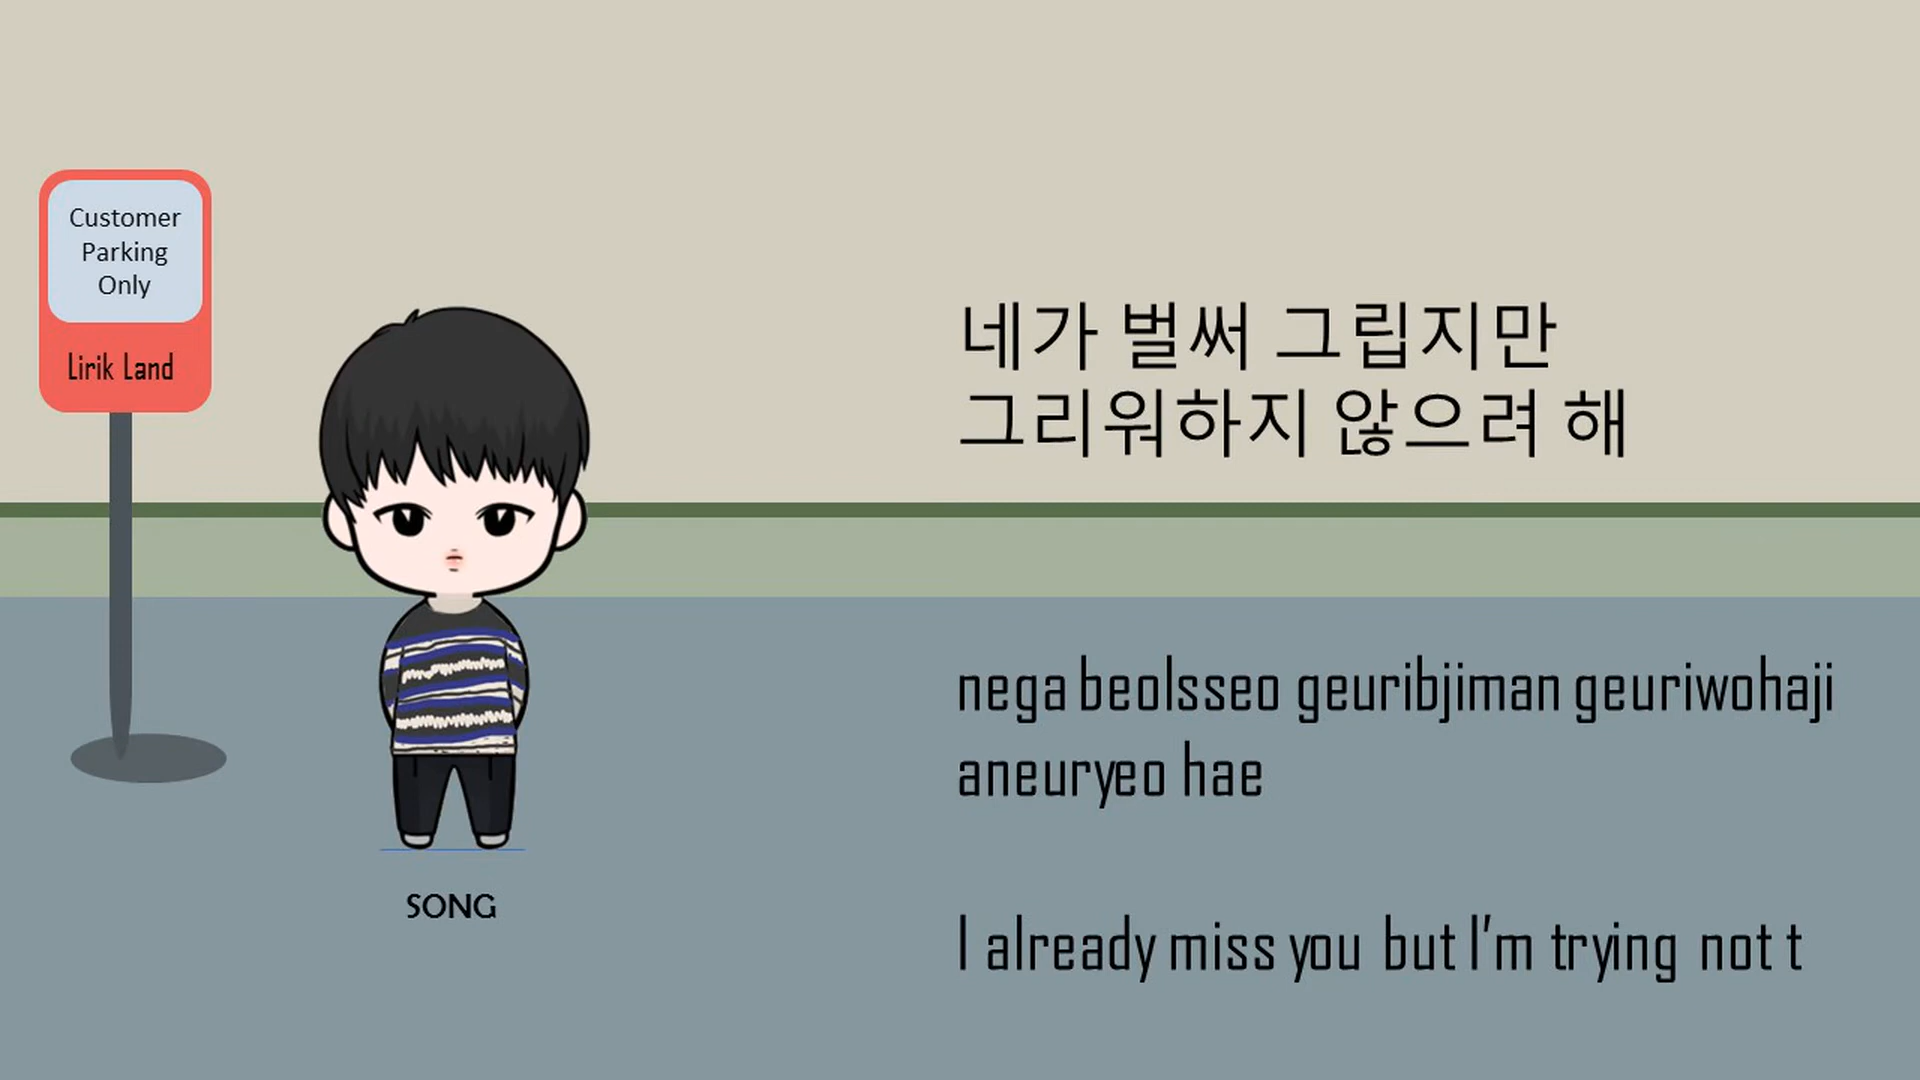 Customer
Parking
Only
Lirik Land
네가 벌써 그립지만
그리워하지 않으려 해
nega beolsseo geuribjiman geuriwohaji
aneuryeo hae
I already miss you but I'm trying not t
SONG